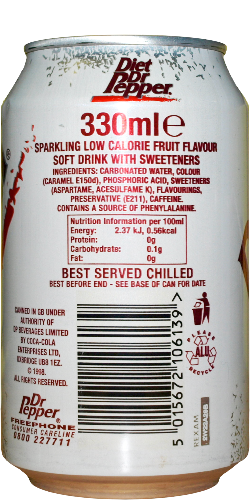 Diet
Dr
Pepper
330ml e
SPARKLING LOW CALORIE FRUIT FLAVOUR
SOFT DRINK WITH SWEETENERS
INGREDIENTS: CARBONATED WATER, COLOUR
(CARAMEL E150d), PHOSPHORIC ACID, SWEETENERS
(ASPARTAME, ACESULFAME K), FLAVOURINGS,
PRESERVATIVE (E211), CAFFEINE.
CONTAINS A SOURCE OF PHENYLALANINE.
Nutrition Information per 100ml
Energy: 2.37 kJ, 0.56kcal
Protein: 0g
Carbohydrate: 0.1g
Fat: 0g
BEST SERVED CHILLED
BEST BEFORE END - SEE BASE OF CAN FOR DATE
CANNED IN GB UNDER
AUTHORITY OF
DP BEVERAGES LIMITED
BY COCA-COLA
ENTERPRISES LTD,
UXBRIDGE UB8 1EZ.
© 1998.
ALL RIGHTS RESERVED.
Dr
Pepper
FREEPHONE
CONSUMER CARELINE
0800 227711
5 015672 106139
PLEASE
ALU
RECYCLE
REXAM